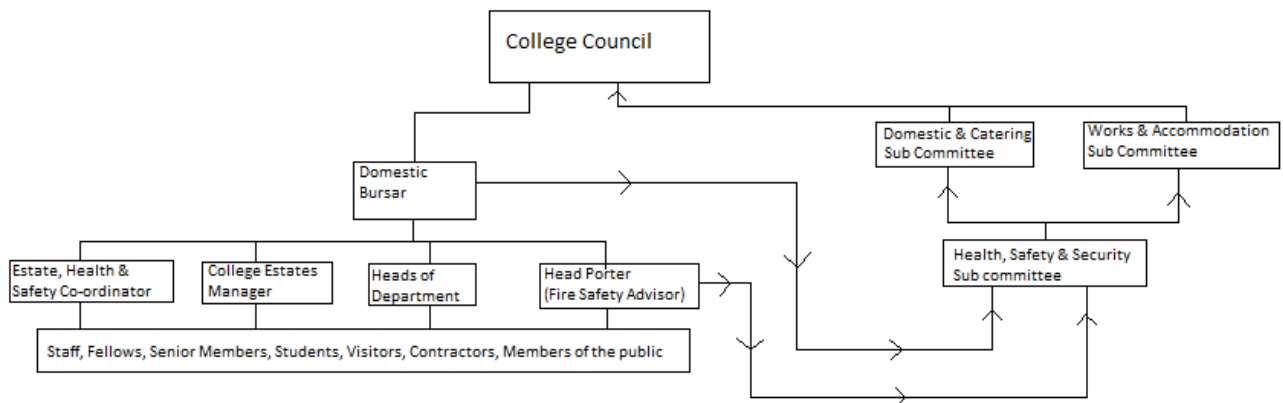 College Council
Domestic & Catering
Sub Committee
Works & Accommodation
Sub Committee
Domestic
Bursar
Health, Safety & Security
Sub committee
Estate, Health &
Safety Co-ordinator
College Estates
Manager
Heads of
Department
Head Porter
(Fire Safety Advisor)
Staff, Fellows, Senior Members, Students, Visitors, Contractors, Members of the public